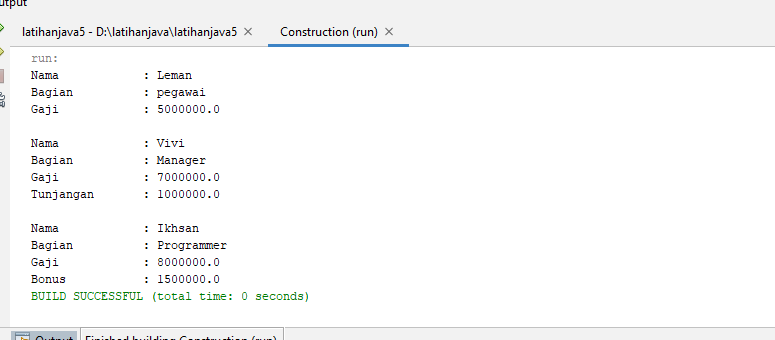 utput
latihanjava5 - D:\latihanjava\latihanjava5 × Construction (run) ×
run:
Nama : Leman
Bagian : pegawai
Gaji : 5000000.0
Nama : Vivi
Bagian : Manager
Gaji : 7000000.0
Tunjangan : 1000000.0
Nama : Ikhsan
Bagian : Programmer
Gaji : 8000000.0
Bonus : 1500000.0
BUILD SUCCESSFUL (total time: 0 seconds)
Output Finished building Construction (run)